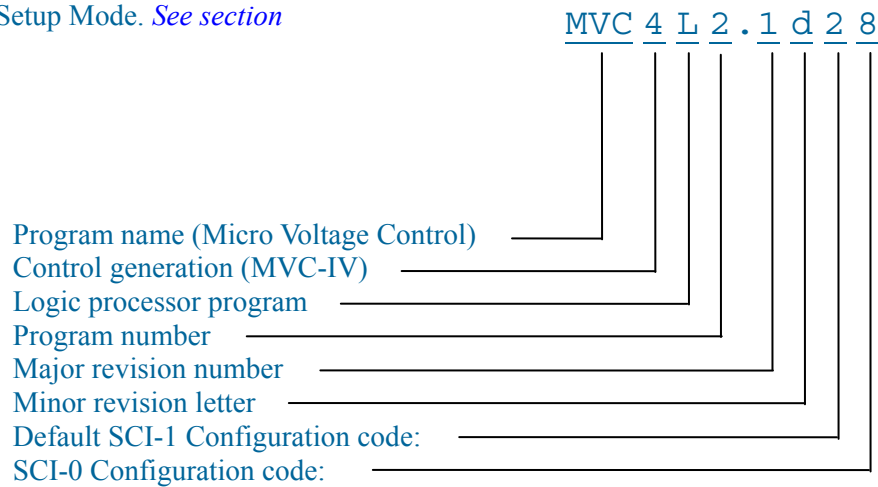 Setup Mode. See section
MVC 4 L 2 . 1 d 2 8
Program name (Micro Voltage Control)
Control generation (MVC-IV)
Logic processor program
Program number
Major revision number
Minor revision letter
Default SCI-1 Configuration code:
SCI-0 Configuration code: